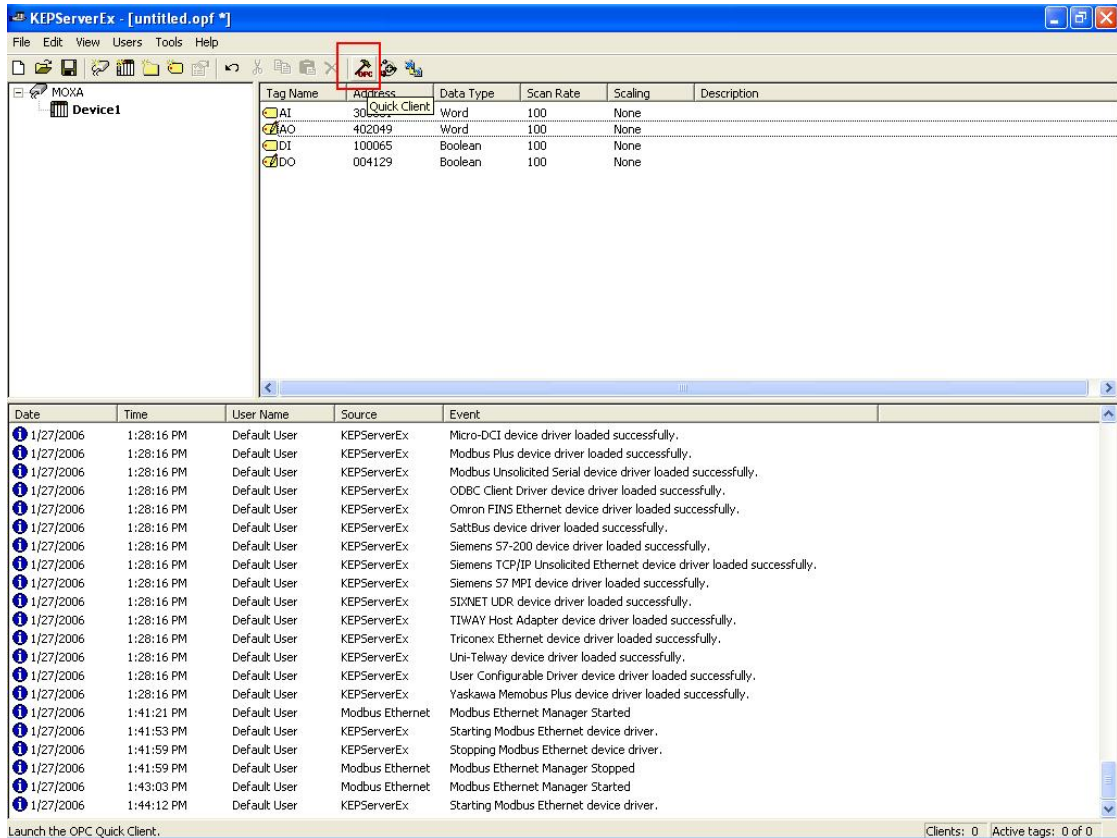 KEPServerEx - [untitled.opf *]
File Edit View Users Tools Help
OPC
Quick Client
MOXA
Device1
Tag Name Address Data Type Scan Rate Scaling Description
AI Word 100 None
AO 402049 Word 100 None
DI 100065 Boolean 100 None
DO 004129 Boolean 100 None
Date Time User Name Source Event
1/27/2006 1:28:16 PM Default User KEPServerEx Micro-DCI device driver loaded successfully.
1/27/2006 1:28:16 PM Default User KEPServerEx Modbus Plus device driver loaded successfully.
1/27/2006 1:28:16 PM Default User KEPServerEx Modbus Unsolicited Serial device driver loaded successfully.
1/27/2006 1:28:16 PM Default User KEPServerEx ODBC Client Driver device driver loaded successfully.
1/27/2006 1:28:16 PM Default User KEPServerEx Omron FINS Ethernet device driver loaded successfully.
1/27/2006 1:28:16 PM Default User KEPServerEx SattBus device driver loaded successfully.
1/27/2006 1:28:16 PM Default User KEPServerEx Siemens S7-200 device driver loaded successfully.
1/27/2006 1:28:16 PM Default User KEPServerEx Siemens TCP/IP Unsolicited Ethernet device driver loaded successfully.
1/27/2006 1:28:16 PM Default User KEPServerEx Siemens S7 MPI device driver loaded successfully.
1/27/2006 1:28:16 PM Default User KEPServerEx SIXNET UDR device driver loaded successfully.
1/27/2006 1:28:16 PM Default User KEPServerEx TIWAY Host Adapter device driver loaded successfully.
1/27/2006 1:28:16 PM Default User KEPServerEx Triconex Ethernet device driver loaded successfully.
1/27/2006 1:28:16 PM Default User KEPServerEx Uni-Telway device driver loaded successfully.
1/27/2006 1:28:16 PM Default User KEPServerEx User Configurable Driver device driver loaded successfully.
1/27/2006 1:28:16 PM Default User KEPServerEx Yaskawa Memobus Plus device driver loaded successfully.
1/27/2006 1:41:21 PM Default User Modbus Ethernet Modbus Ethernet Manager Started
1/27/2006 1:41:53 PM Default User KEPServerEx Starting Modbus Ethernet device driver.
1/27/2006 1:41:59 PM Default User KEPServerEx Stopping Modbus Ethernet device driver.
1/27/2006 1:41:59 PM Default User Modbus Ethernet Modbus Ethernet Manager Stopped
1/27/2006 1:43:03 PM Default User Modbus Ethernet Modbus Ethernet Manager Started
1/27/2006 1:44:12 PM Default User KEPServerEx Starting Modbus Ethernet device driver.
Launch the OPC Quick Client. Clients: 0 Active tags: 0 of 0